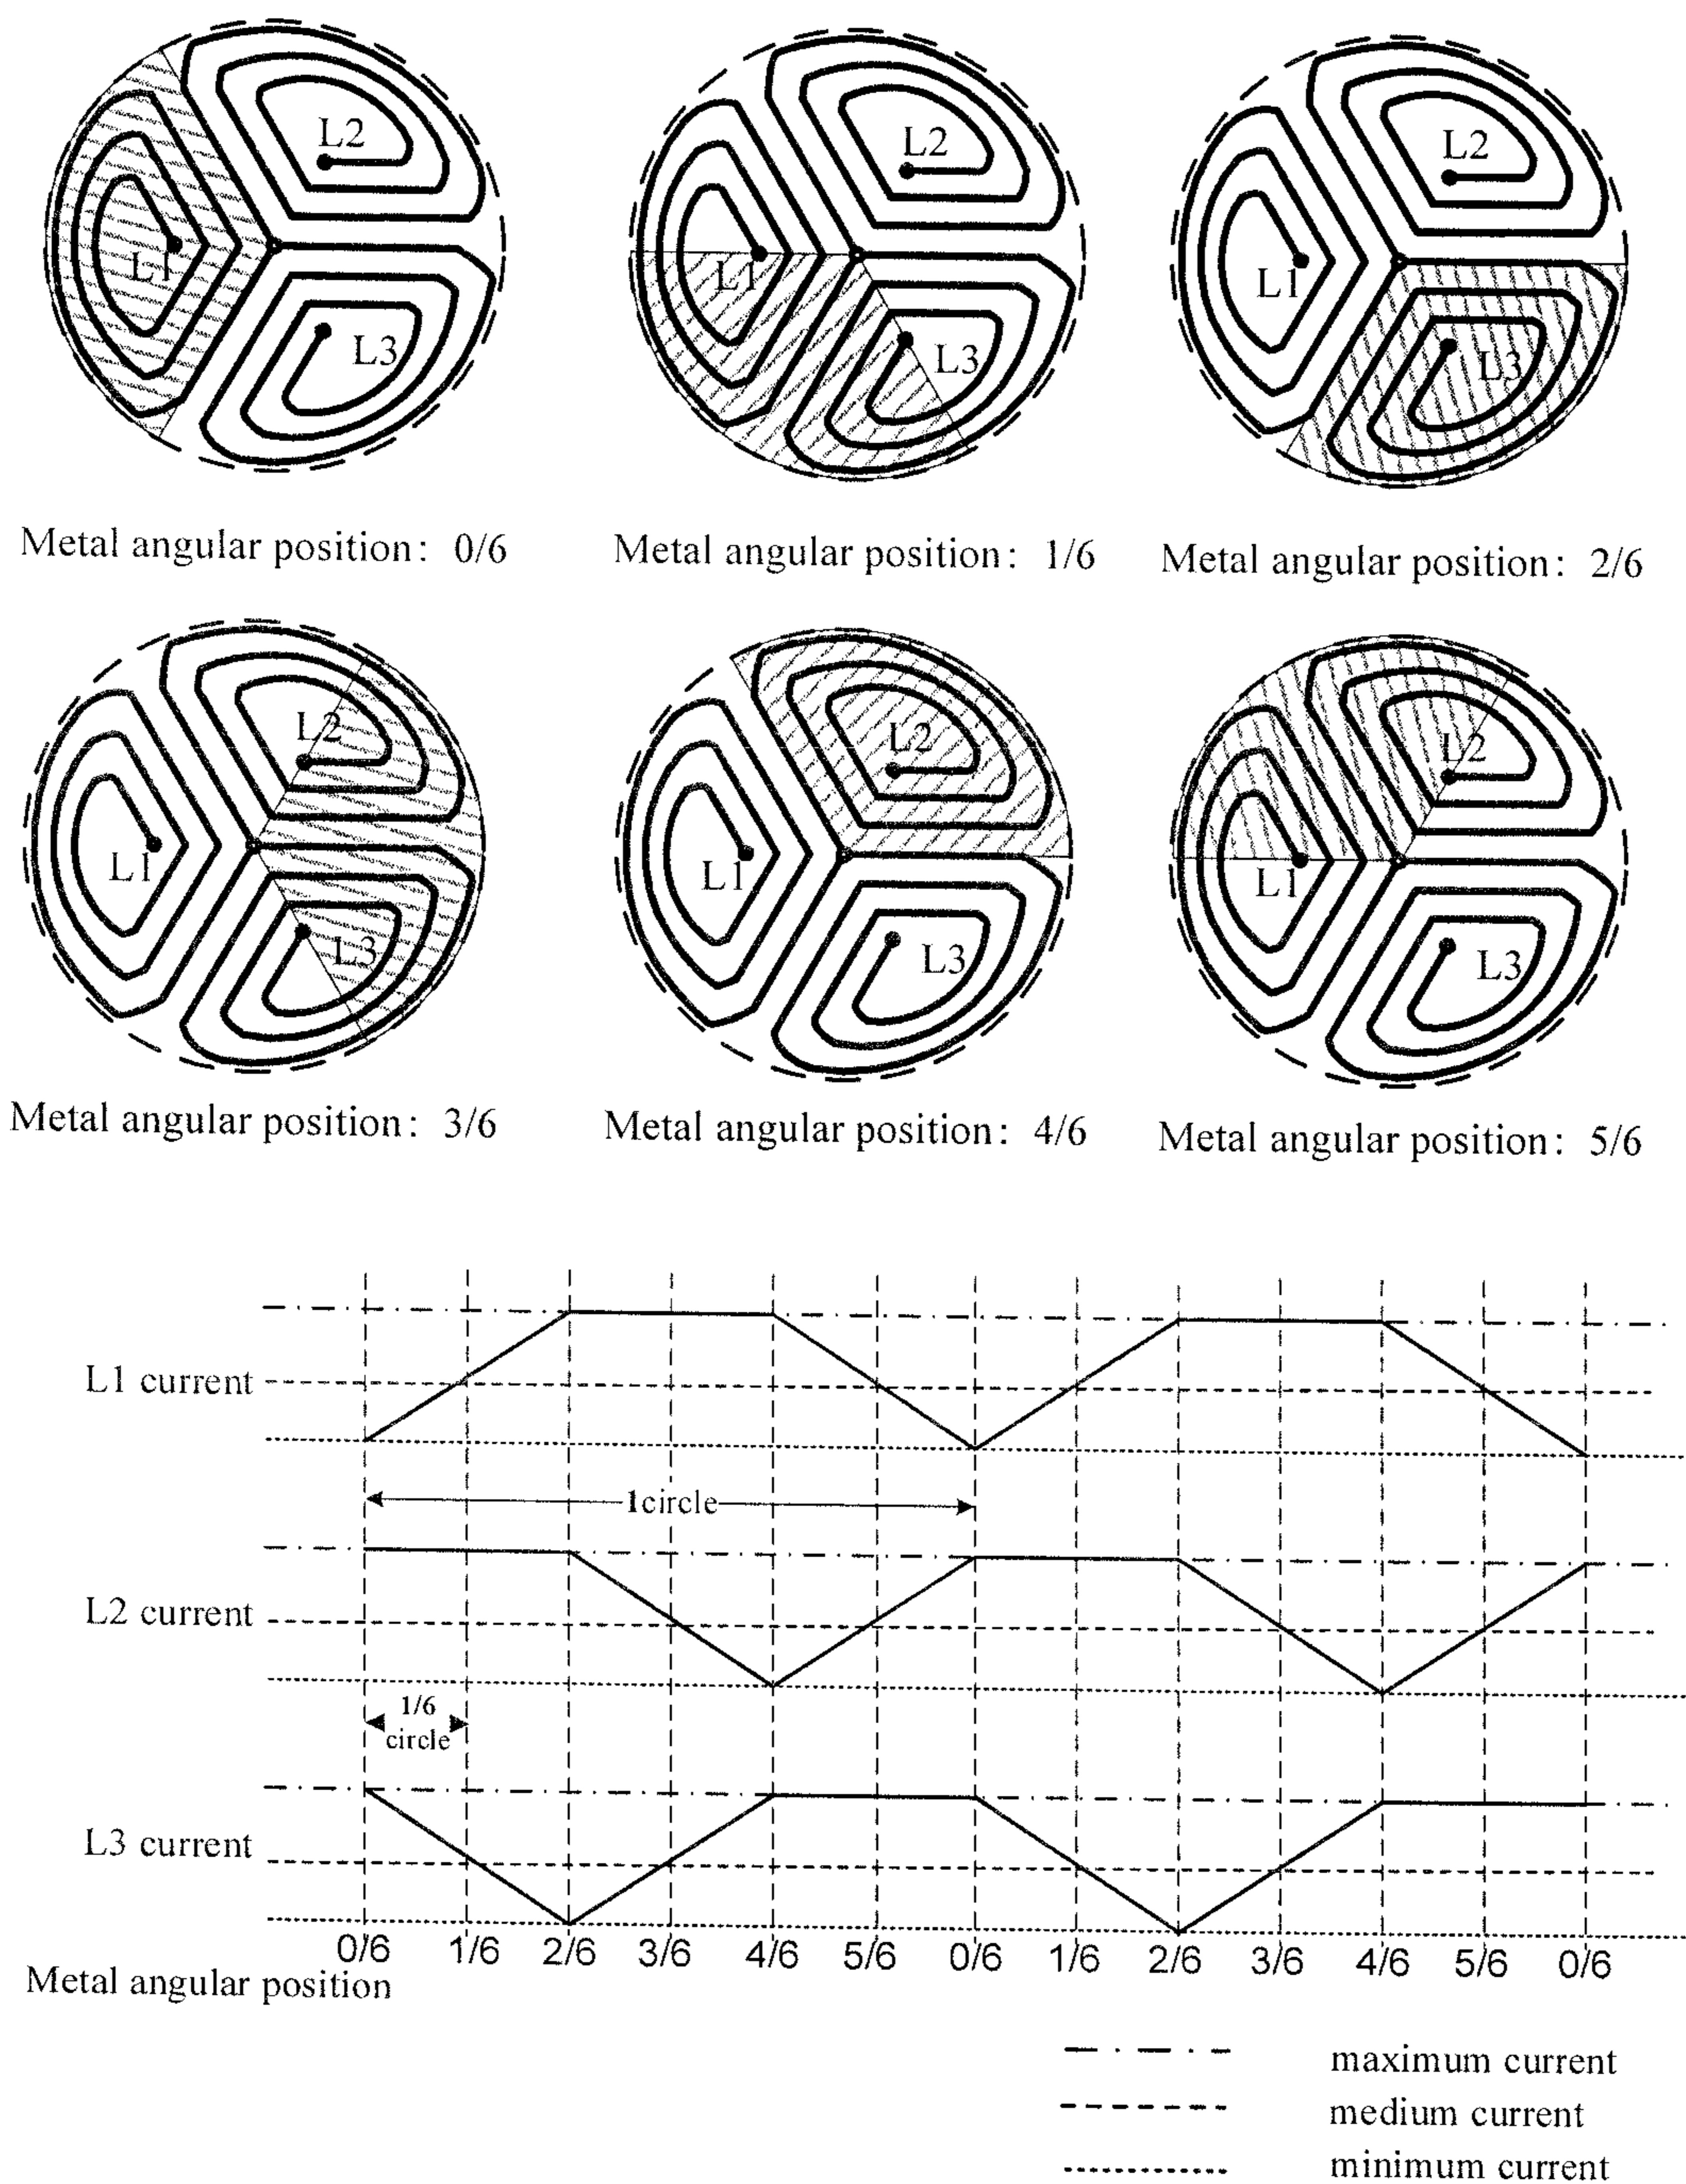 L2
L1
L3
L2
L1
L3
L2
L1
L3
Metal angular position: 0/6
Metal angular position: 1/6
Metal angular position: 2/6
L2
L1
L3
L2
L1
L3
L2
L1
L3
Metal angular position: 3/6
Metal angular position: 4/6
Metal angular position: 5/6
L1 current
1circle
L2 current
1/6
circle
L3 current
0/6 1/6 2/6 3/6 4/6 5/6 0/6 1/6 2/6 3/6 4/6 5/6 0/6
Metal angular position
maximum current
medium current
minimum current